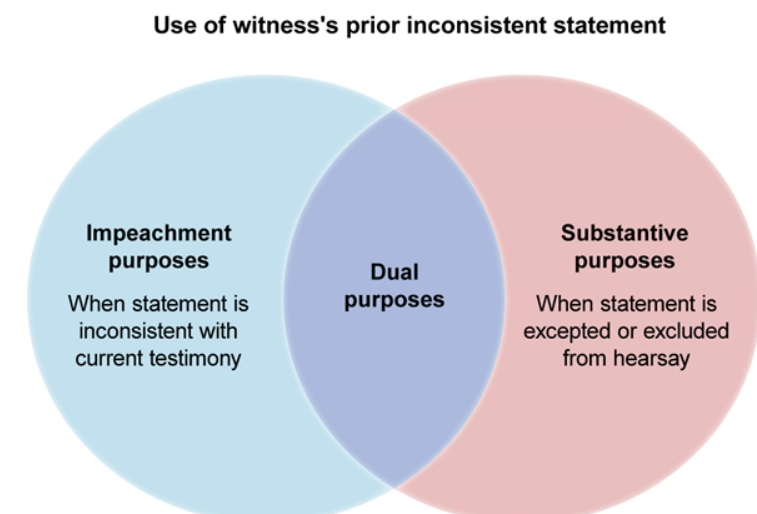 Use of witness's prior inconsistent statement
Impeachment
purposes
When statement is
inconsistent with
current testimony
Dual
purposes
Substantive
purposes
When statement is
excepted or excluded
from hearsay